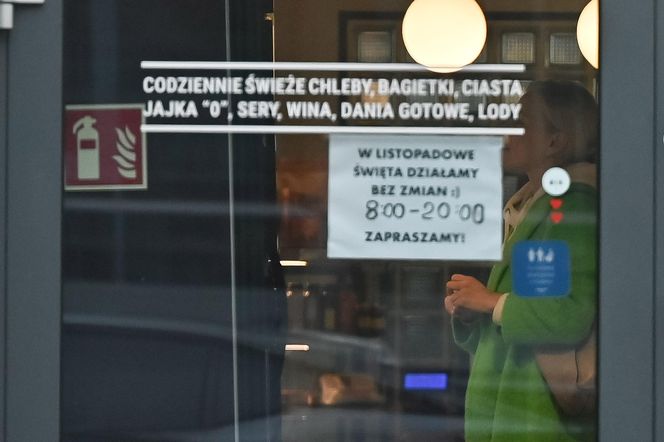 CODZIENNIE ŚWIEŻE CHLEBY, BAGIETKI, CIASTA
JAJKA "0", SERY, WINA, DANIA GOTOWE, LODY
W LISTOPADOWE
ŚWIĘTA DZIAŁAMY
BEZ ZMIAN :)
8:00-20:00
ZAPRASZAMY!